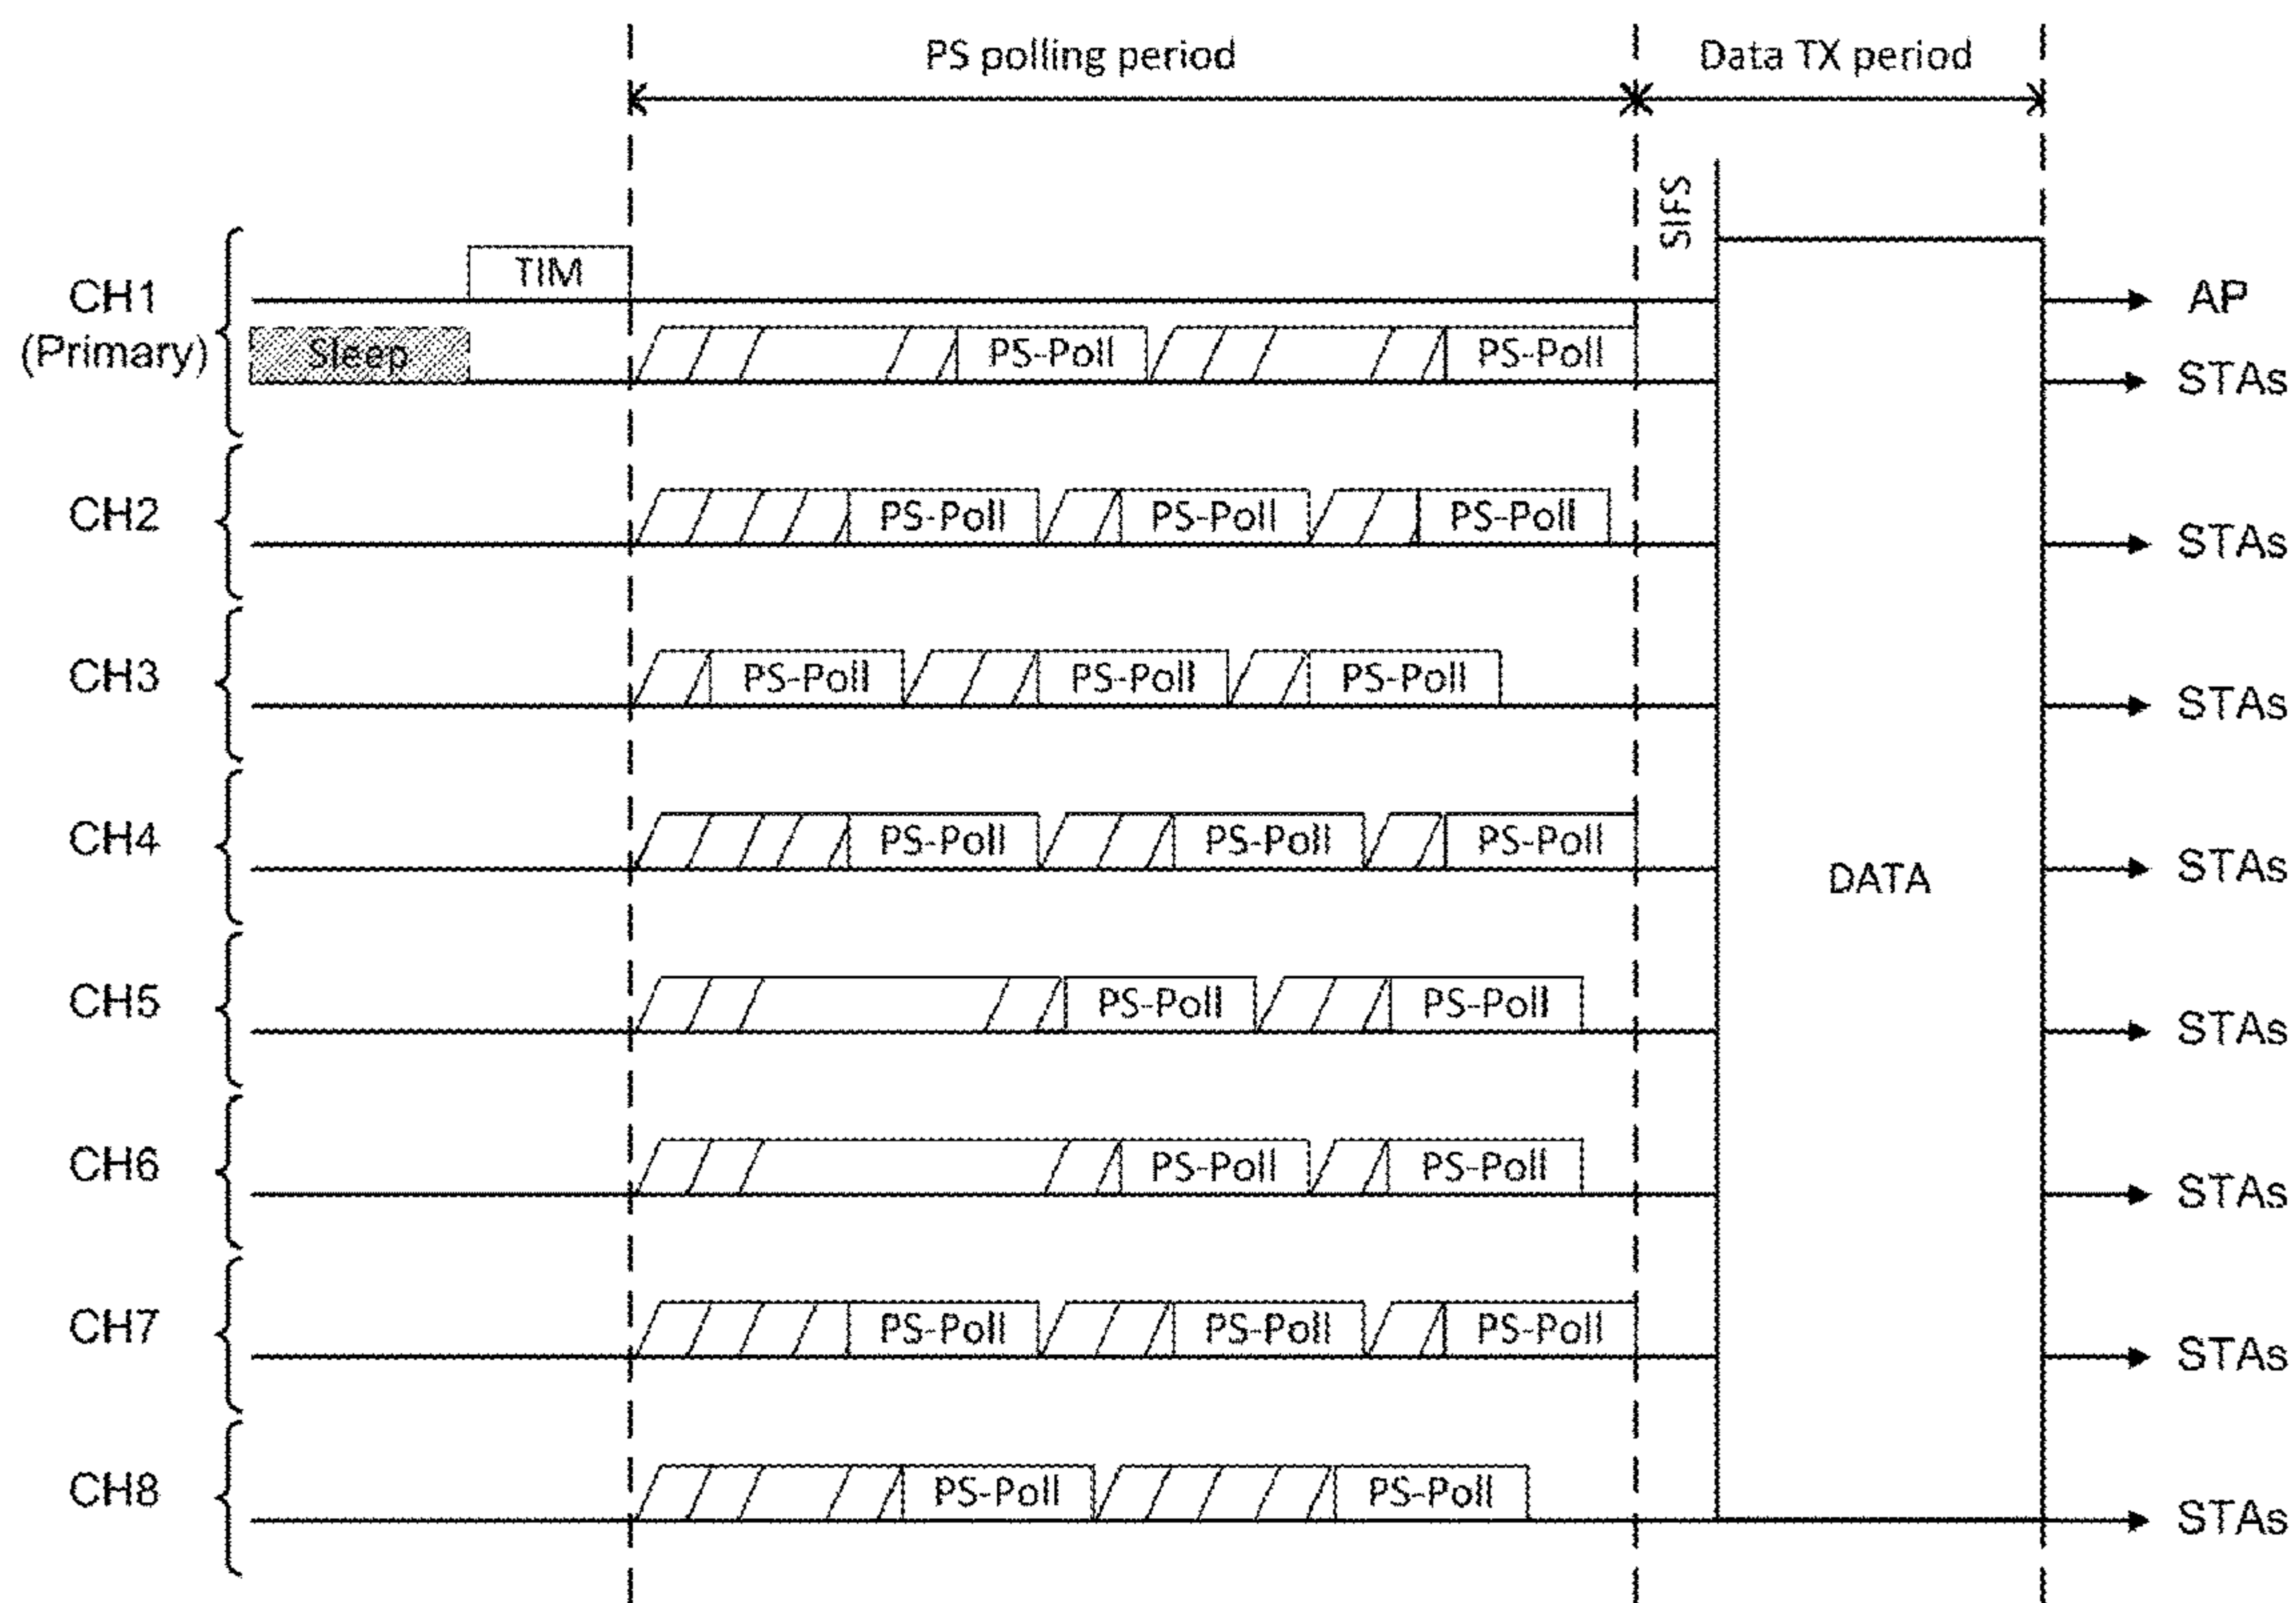 PS polling period
Data TX period
SIFS
CH1
(Primary)
TIM
AP
Sleep
PS-Poll
PS-Poll
STAs
CH2
PS-Poll
PS-Poll
PS-Poll
STAs
CH3
PS-Poll
PS-Poll
PS-Poll
STAs
CH4
PS-Poll
PS-Poll
PS-Poll
DATA
STAs
CH5
PS-Poll
PS-Poll
STAs
CH6
PS-Poll
PS-Poll
STAs
CH7
PS-Poll
PS-Poll
PS-Poll
STAs
CH8
PS-Poll
PS-Poll
STAs